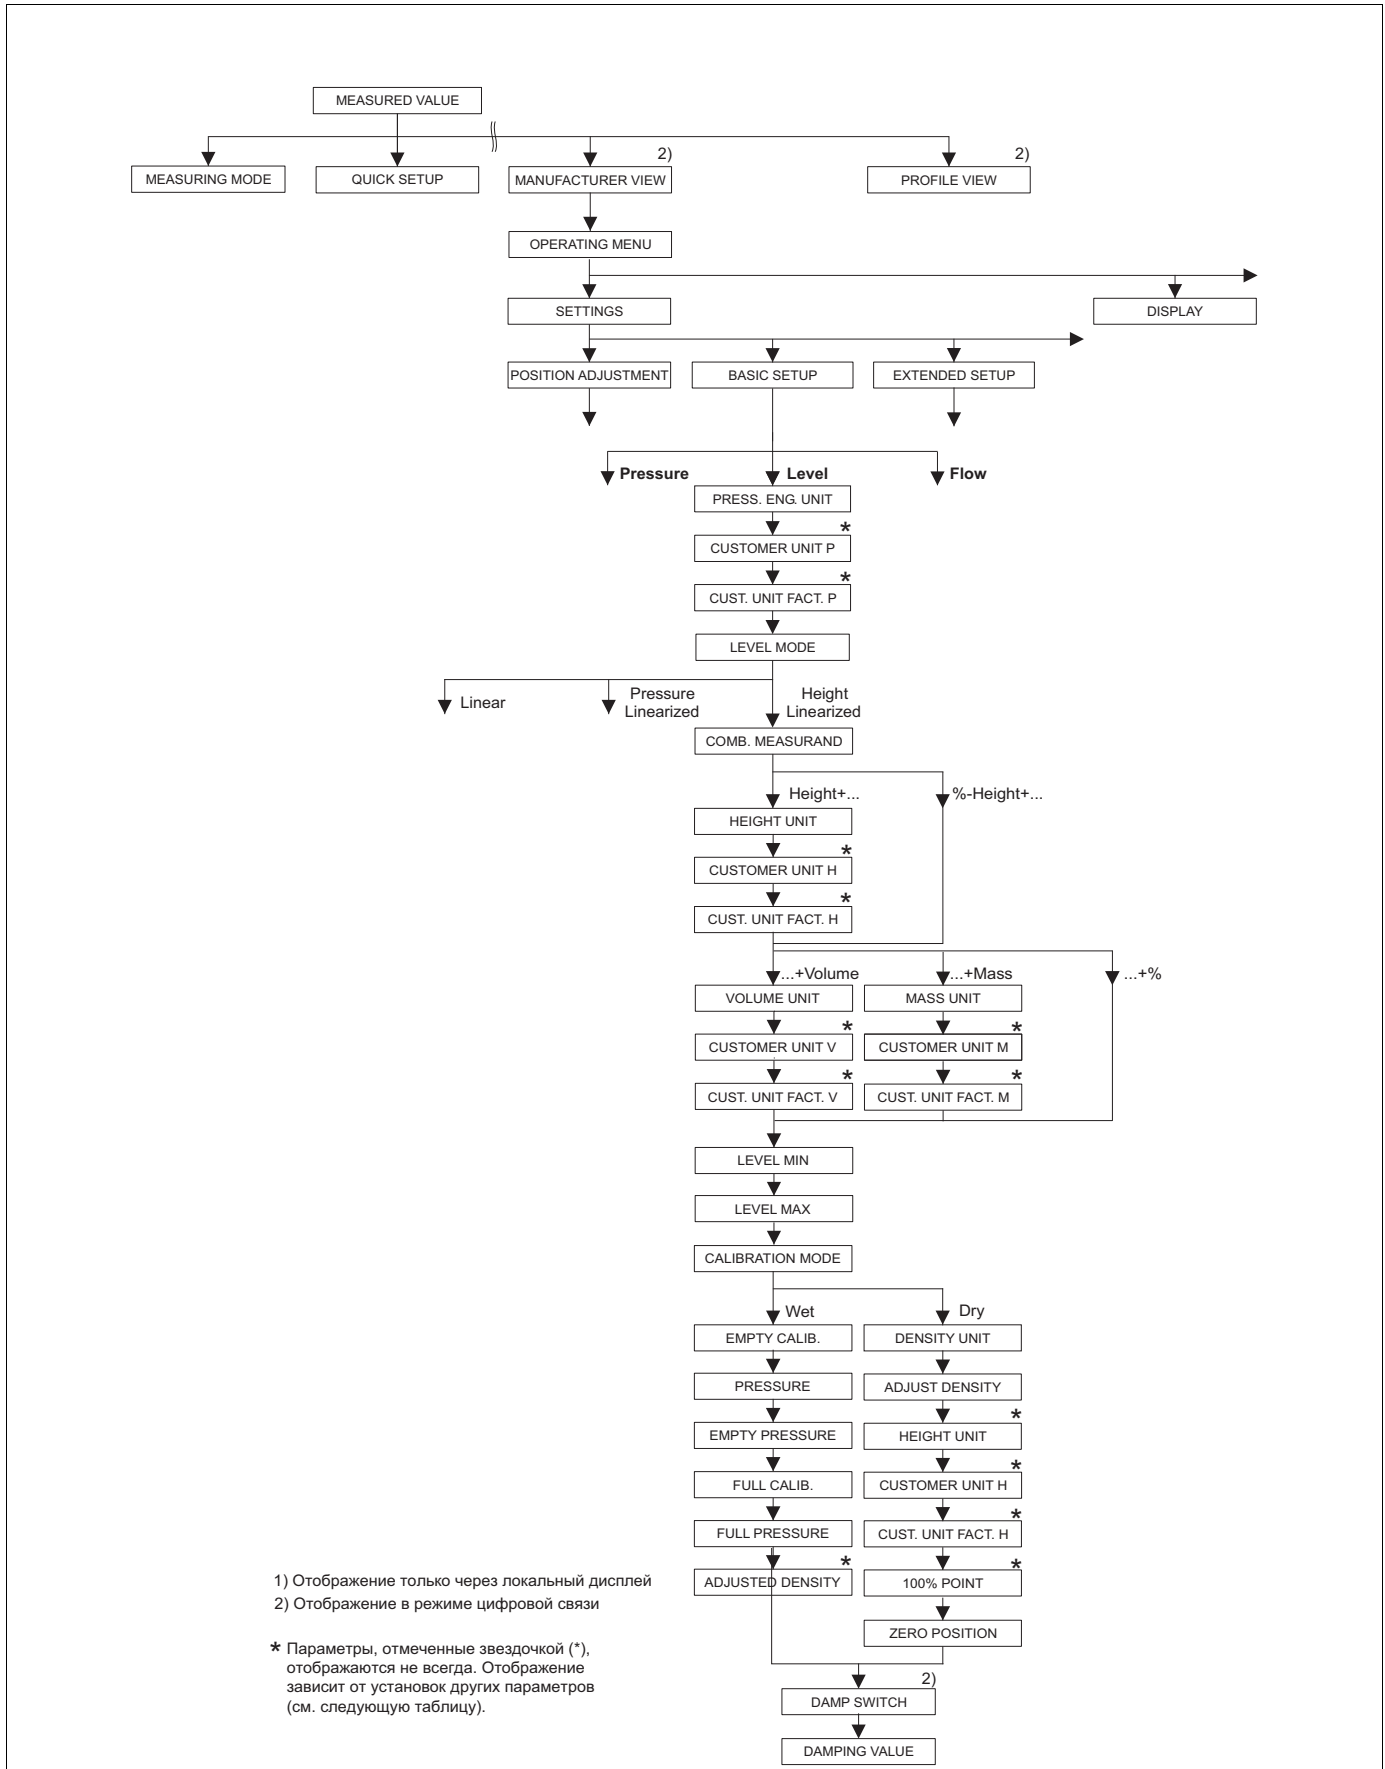 MEASURED VALUE
2)
2)
MEASURING MODE
QUICK SETUP
MANUFACTURER VIEW
PROFILE VIEW
OPERATING MENU
SETTINGS
DISPLAY
POSITION ADJUSTMENT
BASIC SETUP
EXTENDED SETUP
Pressure
Level
Flow
PRESS. ENG. UNIT
*
CUSTOMER UNIT P
*
CUST. UNIT FACT. P
LEVEL MODE
Linear
Pressure
Linearized
Height
Linearized
COMB. MEASURAND
Height+...
%-Height+...
HEIGHT UNIT
*
CUSTOMER UNIT H
*
CUST. UNIT FACT. H
...+Volume
...+Mass
...+%
VOLUME UNIT
MASS UNIT
*
*
CUSTOMER UNIT V
CUSTOMER UNIT M
*
*
CUST. UNIT FACT. V
CUST. UNIT FACT. M
LEVEL MIN
LEVEL MAX
CALIBRATION MODE
Wet
Dry
EMPTY CALIB.
DENSITY UNIT
PRESSURE
ADJUST DENSITY
*
EMPTY PRESSURE
HEIGHT UNIT
*
FULL CALIB.
CUSTOMER UNIT H
*
FULL PRESSURE
CUST. UNIT FACT. H
*
*
ADJUSTED DENSITY
100% POINT
ZERO POSITION
2)
DAMP SWITCH
DAMPING VALUE
1) Отображение только через локальный дисплей
2) Отображение в режиме цифровой связи
* Параметры, отмеченные звездочкой (*),
отображаются не всегда. Отображение
зависит от установок других параметров
(см. следующую таблицу).